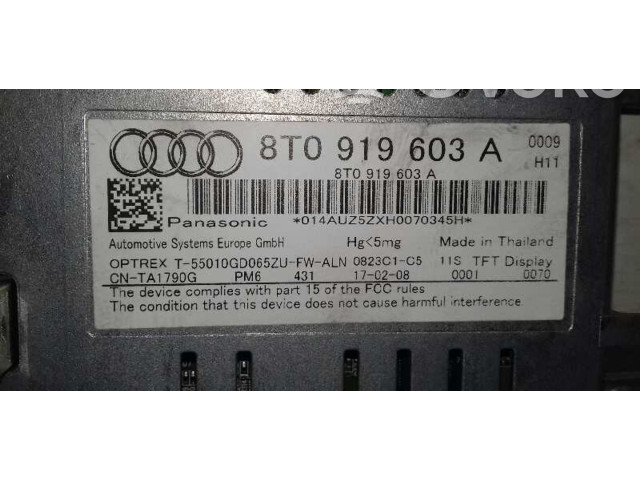 8T0 919 603 A 0009
H11
8T0 919 603 A
*014AUZ5ZXH0070345H*
Panasonic
Automotive Systems Europe GmbH Hg<5mg Made in Thailand
OPTREX T-55010GD065ZU-FW-ALN 0823C1-C5 11S TFT Display
CN-TA1790G PM6 431 17-02-08 0001 0070
The device complies with part 15 of the FCC rules
The condition that this device does not cause harmful interference.